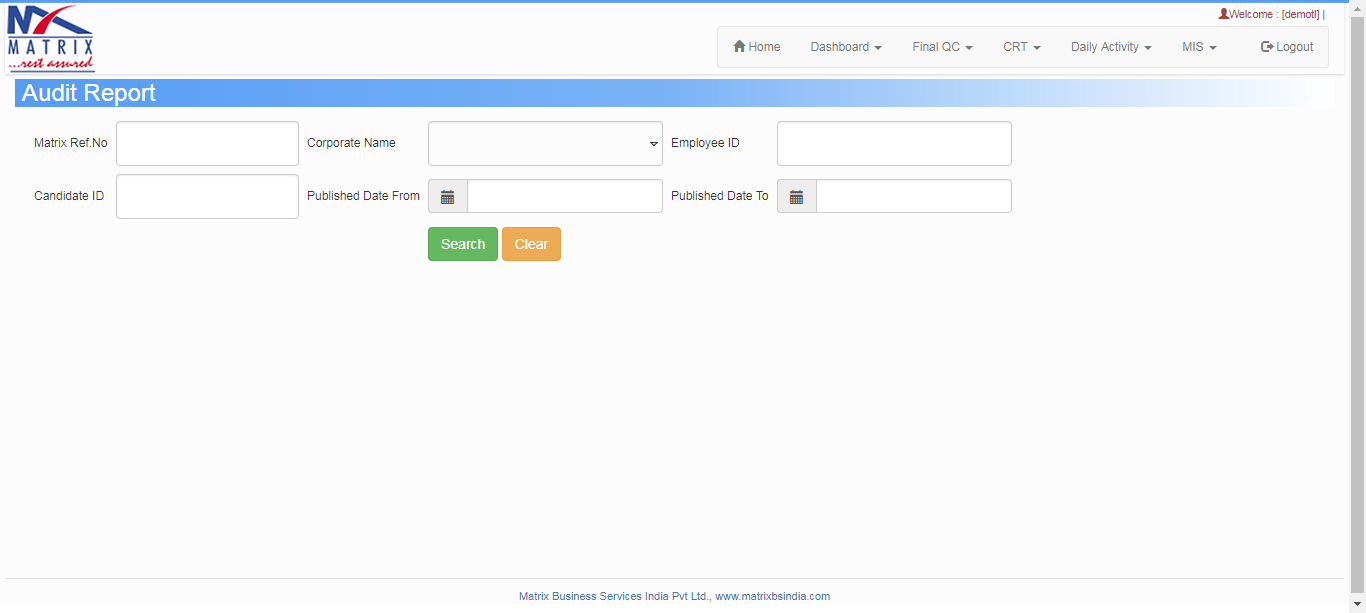 MATRIX
...rest assured
Welcome : [demotl] |
Home Dashboard Final QC CRT Daily Activity MIS Logout
Audit Report
Matrix Ref.No Corporate Name Employee ID
Candidate ID Published Date From Published Date To
Search Clear
Matrix Business Services India Pvt Ltd., www.matrixbsindia.com